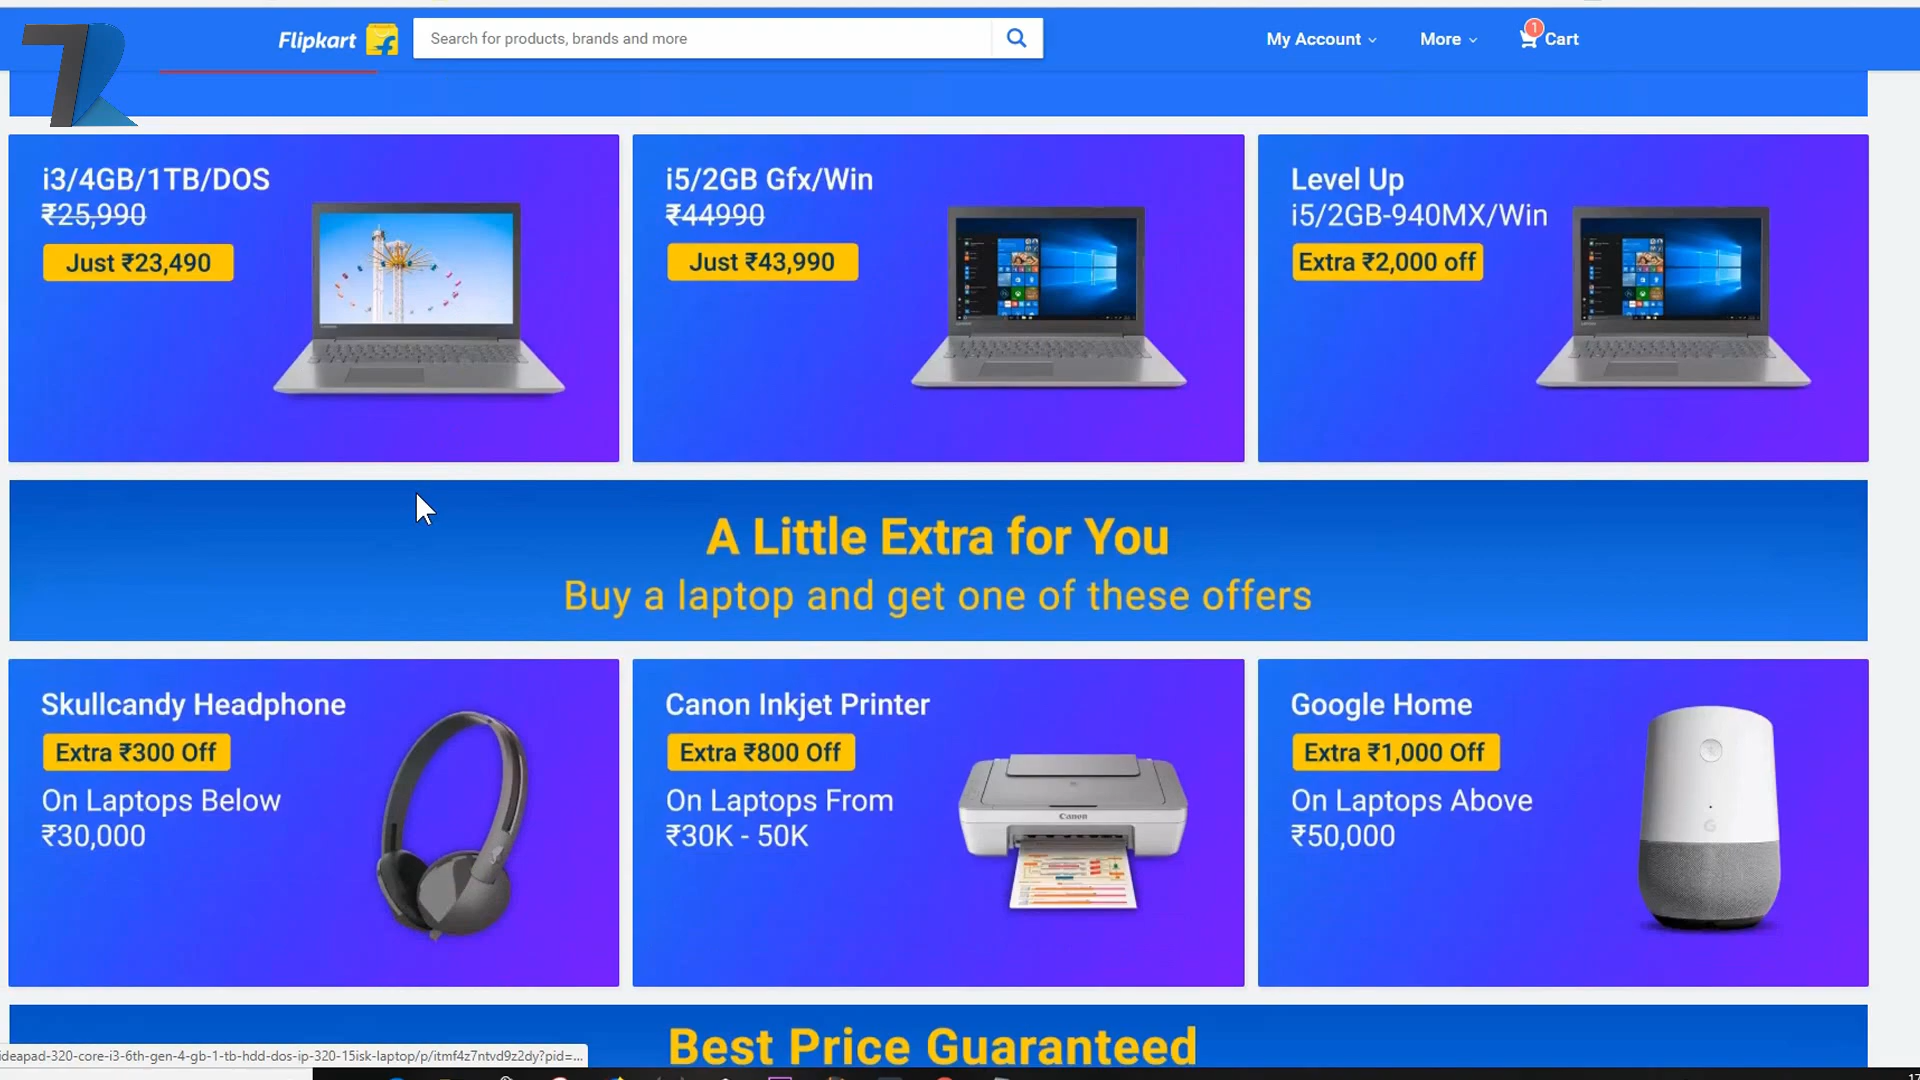 Flipkart
Search for products, brands and more
My Account
More
1
Cart
i3/4GB/1TB/DOS
₹25,990
Just ₹23,490
i5/2GB Gfx/Win
₹44990
Just ₹43,990
Level Up
i5/2GB-940MX/Win
Extra ₹2,000 off
A Little Extra for You
Buy a laptop and get one of these offers
Skullcandy Headphone
Extra ₹300 Off
On Laptops Below
₹30,000
Canon Inkjet Printer
Extra ₹800 Off
On Laptops From
₹30K - 50K
Canon
Google Home
Extra ₹1,000 Off
On Laptops Above
₹50,000
Best Price Guaranteed
ideapad-320-core-i3-6th-gen-4-gb-1-tb-hdd-dos-ip-320-15isk-laptop/p/itmf4z7ntvd9z2dy?pid=...